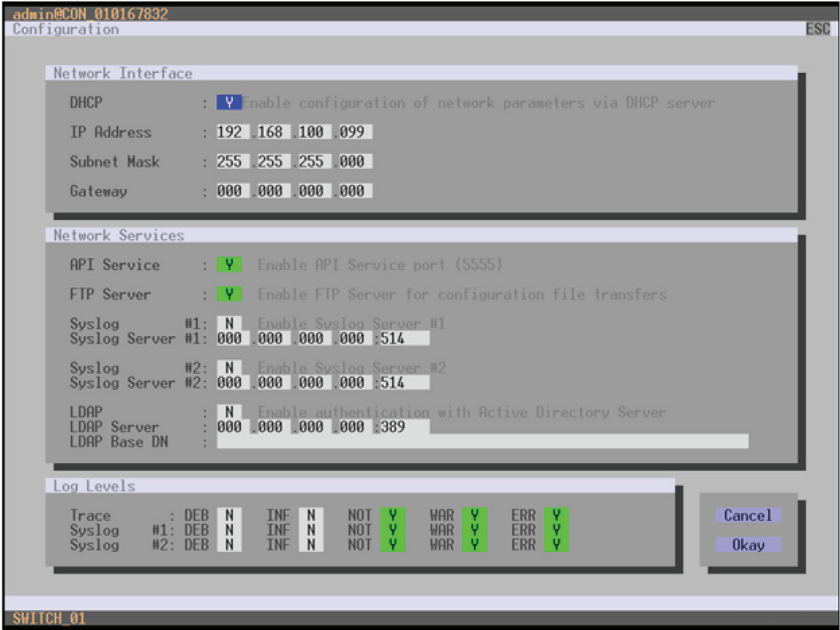 admin@CON_010167832
Configuration ESC
Network Interface
DHCP : Y Enable configuration of network parameters via DHCP server
IP Address : 192 .168 .100 .099
Subnet Mask : 255 .255 .255 .000
Gateway : 000 .000 .000 .000
Network Services
API Service : Y Enable API Service port (5555)
FTP Server : Y Enable FTP Server for configuration file transfers
Syslog #1: N Enable Syslog Server #1
Syslog Server #1: 000 .000 .000 .000 :514
Syslog #2: N Enable Syslog Server #2
Syslog Server #2: 000 .000 .000 .000 :514
LDAP : N Enable authentication with Active Directory Server
LDAP Server : 000 .000 .000 .000 :389
LDAP Base DN :
Log Levels
Trace : DEB N INF N NOT Y WAR Y ERR Y
Syslog #1: DEB N INF N NOT Y WAR Y ERR Y
Syslog #2: DEB N INF N NOT Y WAR Y ERR Y
Cancel
Okay
SWITCH_01